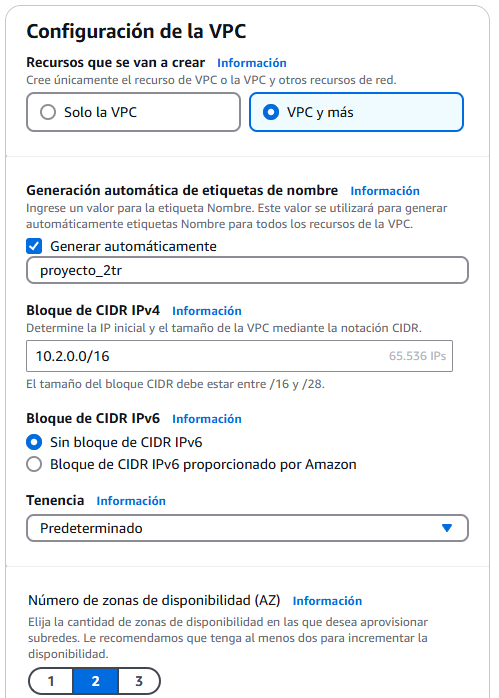 Configuración de la VPC
Recursos que se van a crear Información
Cree únicamente el recurso de VPC o la VPC y otros recursos de red.
Solo la VPC VPC y más
Generación automática de etiquetas de nombre Información
Ingrese un valor para la etiqueta Nombre. Este valor se utilizará para generar
automáticamente etiquetas Nombre para todos los recursos de la VPC.
Generar automáticamente
proyecto_2tr
Bloque de CIDR IPv4 Información
Determine la IP inicial y el tamaño de la VPC mediante la notación CIDR.
10.2.0.0/16 65.536 IPs
El tamaño del bloque CIDR debe estar entre /16 y /28.
Bloque de CIDR IPv6 Información
Sin bloque de CIDR IPv6
Bloque de CIDR IPv6 proporcionado por Amazon
Tenencia Información
Predeterminado
Número de zonas de disponibilidad (AZ) Información
Elija la cantidad de zonas de disponibilidad en las que desea aprovisionar
subredes. Le recomendamos que tenga al menos dos para incrementar la
disponibilidad.
1 2 3